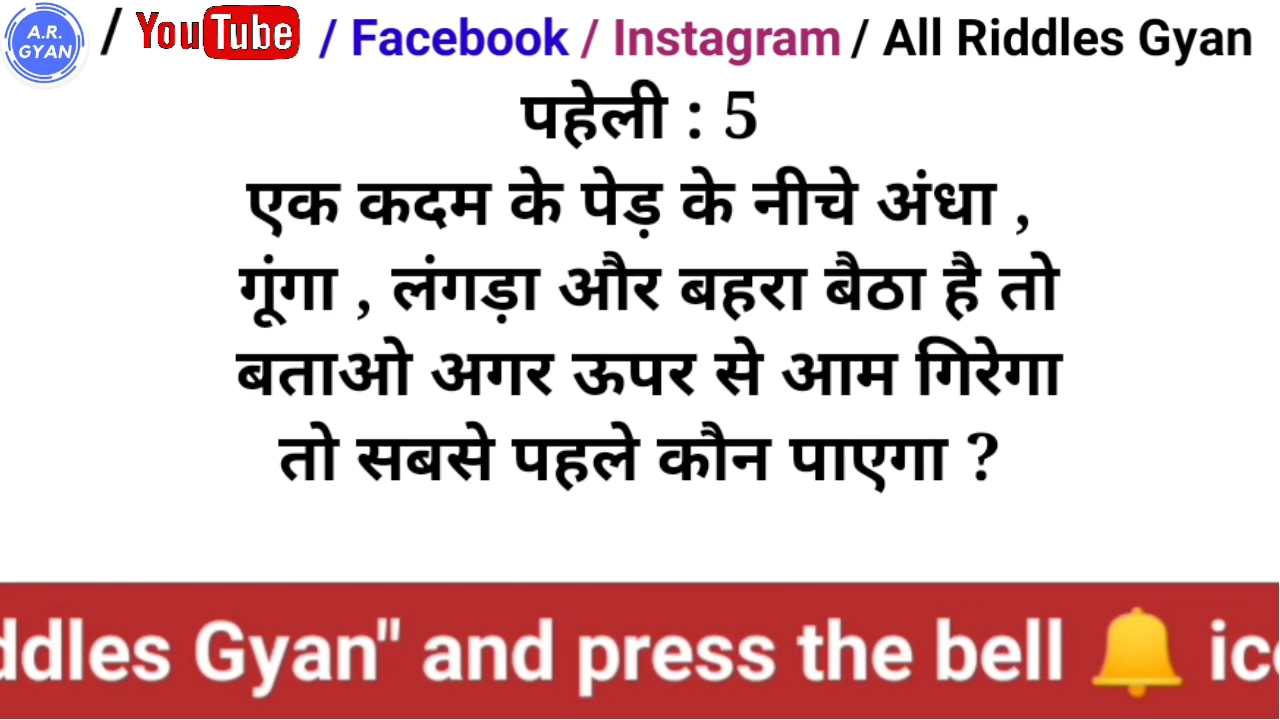 A.R.
GYAN
/ YouTube / Facebook / Instagram / All Riddles Gyan
पहेली : 5
एक कदम के पेड़ के नीचे अंधा ,
गूंगा , लंगड़ा और बहरा बैठा है तो
बताओ अगर ऊपर से आम गिरेगा
तो सबसे पहले कौन पाएगा ?
Gyan" and press the bell 🔔